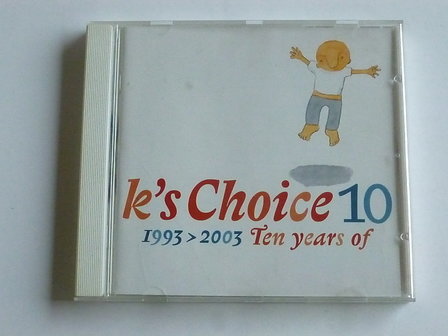 k's Choice 10
1993 > 2003 Ten years of